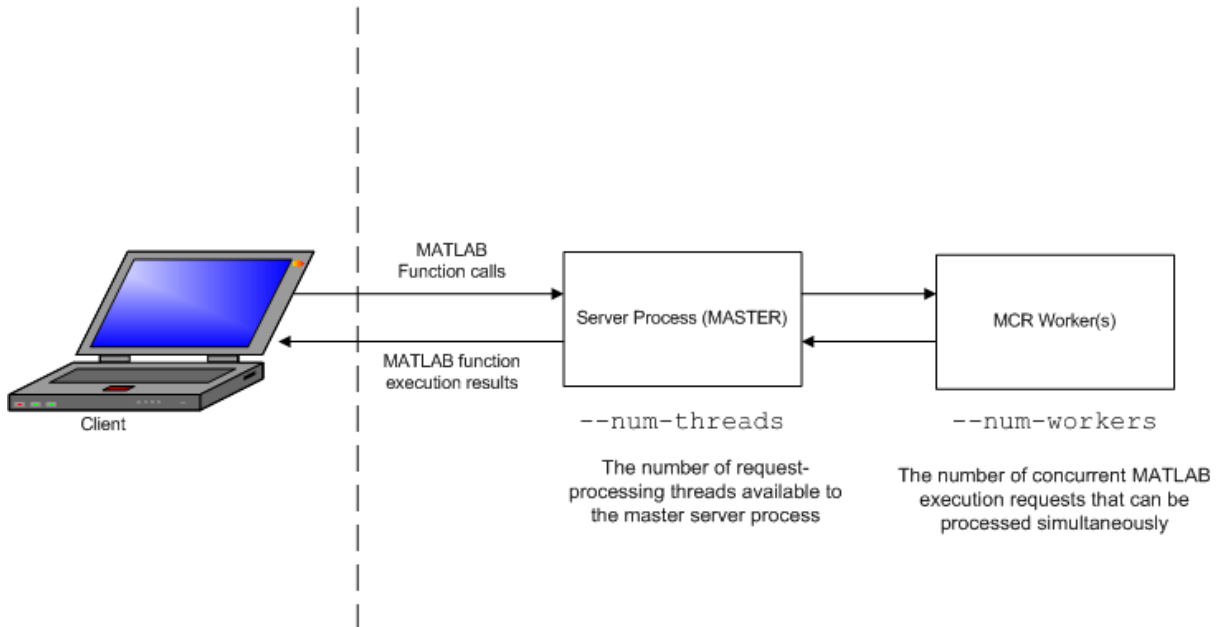 MATLAB
Function calls
MATLAB function
execution results
Client
Server Process (MASTER)
MCR Worker(s)
--num-threads
The number of request-
processing threads available to
the master server process
--num-workers
The number of concurrent MATLAB
execution requests that can be
processed simultaneously